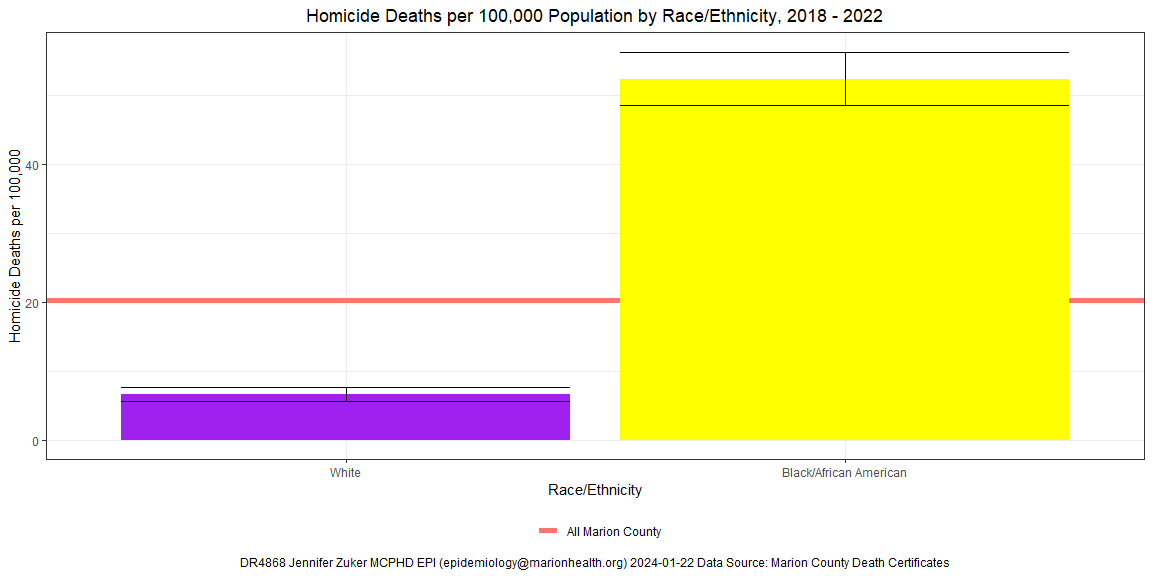 Homicide Deaths per 100,000 Population by Race/Ethnicity, 2018 - 2022
Homicide Deaths per 100,000
40
20
0
White
Black/African American
Race/Ethnicity
All Marion County
DR4868 Jennifer Zuker MCPHD EPI (epidemiology@marionhealth.org) 2024-01-22 Data Source: Marion County Death Certificates